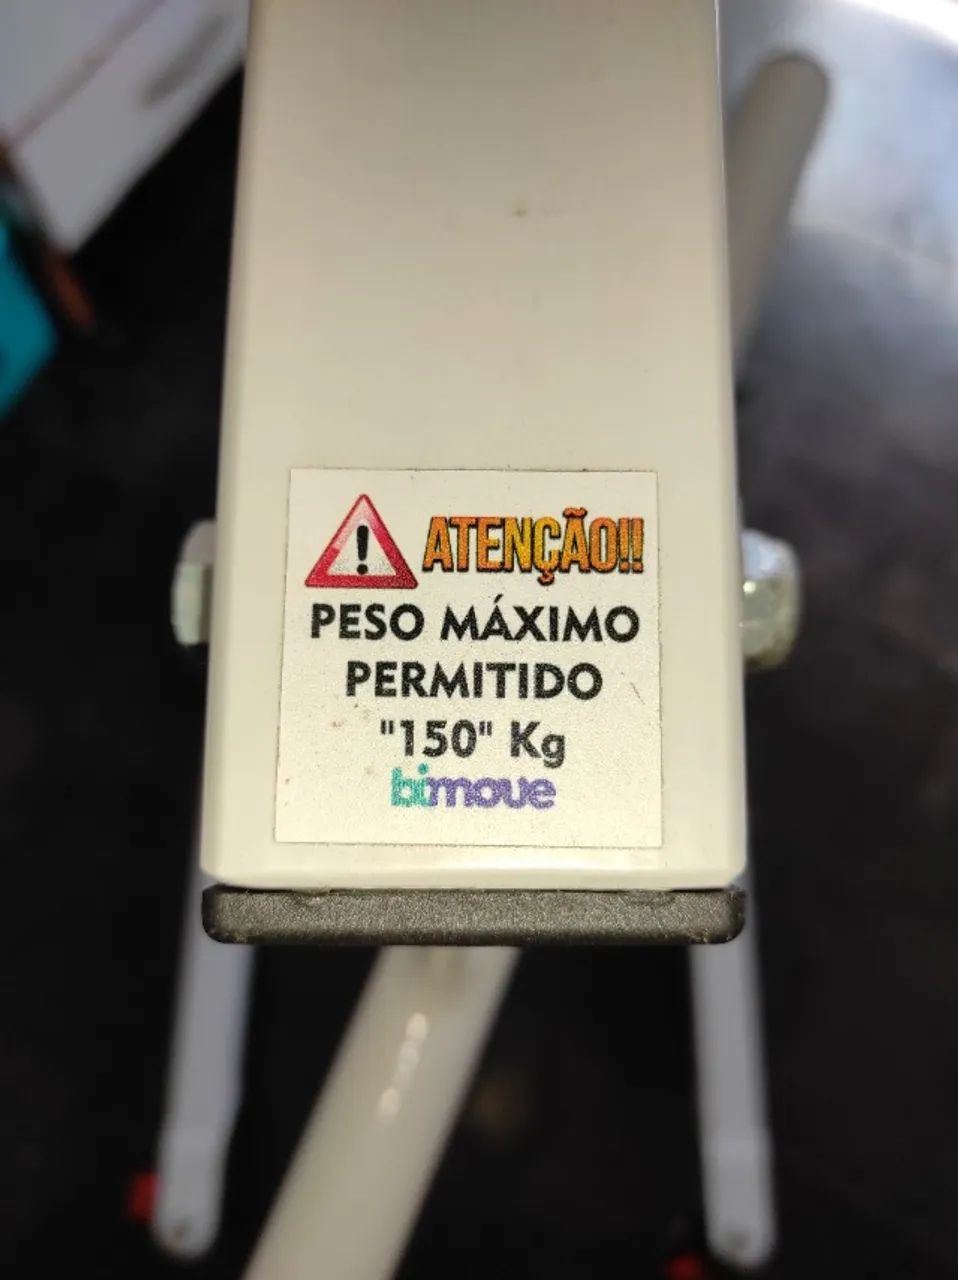 ATENÇÃO!!
PESO MÁXIMO
PERMITIDO
"150" Kg
bimove